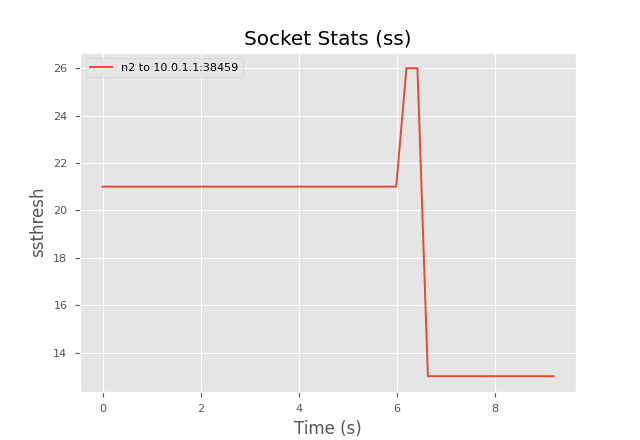 Socket Stats (ss)
n2 to 10.0.1.1:38459
26
24
22
20
18
16
14
ssthresh
0 2 4 6 8
Time (s)